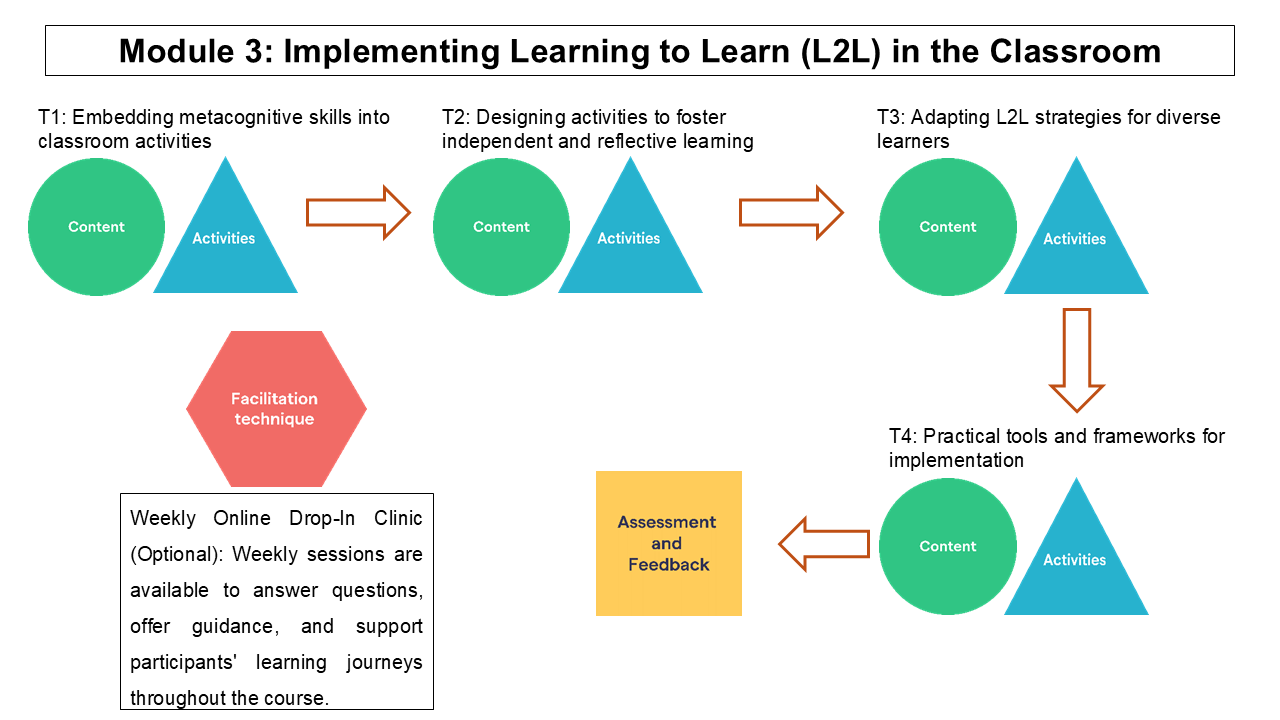 Module 3: Implementing Learning to Learn (L2L) in the Classroom
T1: Embedding metacognitive skills into
classroom activities
Content
Activities
T2: Designing activities to foster
independent and reflective learning
Content
Activities
T3: Adapting L2L strategies for diverse
learners
Content
Activities
T4: Practical tools and frameworks for
implementation
Content
Activities
Assessment
and
Feedback
Facilitation
technique
Weekly Online Drop-In Clinic
(Optional): Weekly sessions are
available to answer questions,
offer guidance, and support
participants' learning journeys
throughout the course.